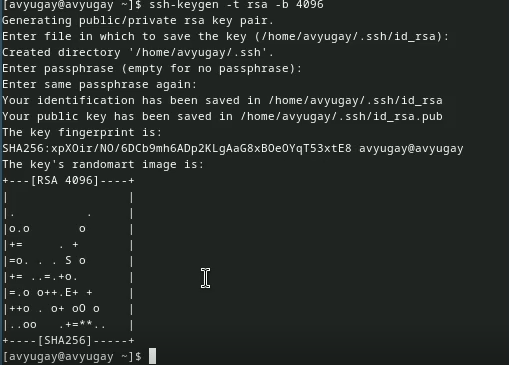 [avyugay@avyugay ~]$ ssh-keygen -t rsa -b 4096
Generating public/private rsa key pair.
Enter file in which to save the key (/home/avyugay/.ssh/id_rsa):
Created directory '/home/avyugay/.ssh'.
Enter passphrase (empty for no passphrase):
Enter same passphrase again:
Your identification has been saved in /home/avyugay/.ssh/id_rsa
Your public key has been saved in /home/avyugay/.ssh/id_rsa.pub
The key fingerprint is:
SHA256:xpXOir/NO/6DCb9mh6ADp2KLgAaG8xBOeOYqT53xtE8 avyugay@avyugay
The key's randomart image is:
+---[RSA 4096]----+
|                 |
|.          .     |
|o.o       o      |
|+=     . +       |
|=o. . . S o      |
|+= ..=.+o.       |
|=.o o++.E+ +     |
|++o . o+ oO o    |
|..oo   .+=**..   |
+----[SHA256]-----+
[avyugay@avyugay ~]$